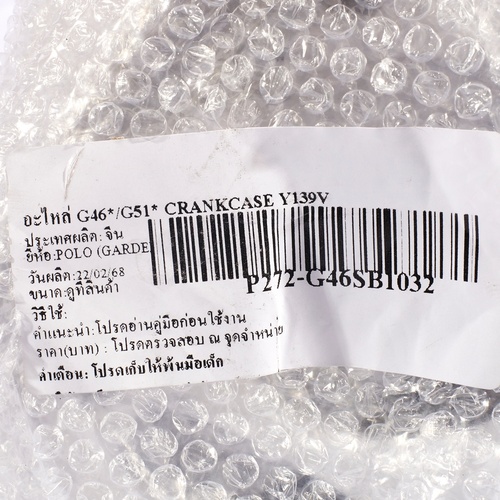 อะไหล่ G46*/G51* CRANKCASE Y139V
ประเทศผลิต: จีน
ยี่ห้อ:POLO (GARDE
วันผลิต:22/02/68
ขนาด:ดูที่สินค้า
P272-G46SB1032
วิธีใช้:
คำแนะนำ:โปรดอ่านคู่มือก่อนใช้งาน
ราคา(บาท) : โปรดตรวจสอบ ณ จุดจำหน่าย
คำเตือน: โปรดเก็บให้พ้นมือเด็ก